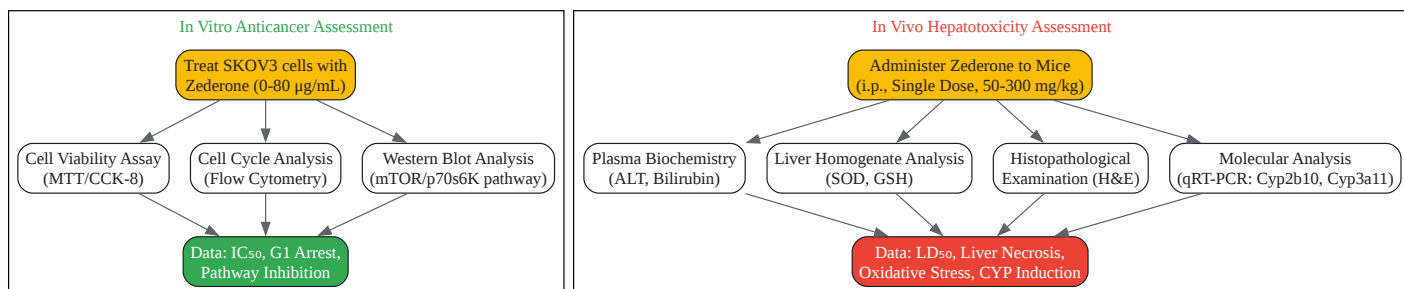 In Vitro Anticancer Assessment
Treat SKOV3 cells with
Zederone (0-80 μg/mL)
Cell Viability Assay
(MTT/CCK-8)
Cell Cycle Analysis
(Flow Cytometry)
Western Blot Analysis
(mTOR/p70s6K pathway)
Data: IC₅₀, G1 Arrest,
Pathway Inhibition
In Vivo Hepatotoxicity Assessment
Administer Zederone to Mice
(i.p., Single Dose, 50-300 mg/kg)
Plasma Biochemistry
(ALT, Bilirubin)
Liver Homogenate Analysis
(SOD, GSH)
Histopathological
Examination (H&E)
Molecular Analysis
(qRT-PCR: Cyp2b10, Cyp3a11)
Data: LD₅₀, Liver Necrosis,
Oxidative Stress, CYP Induction